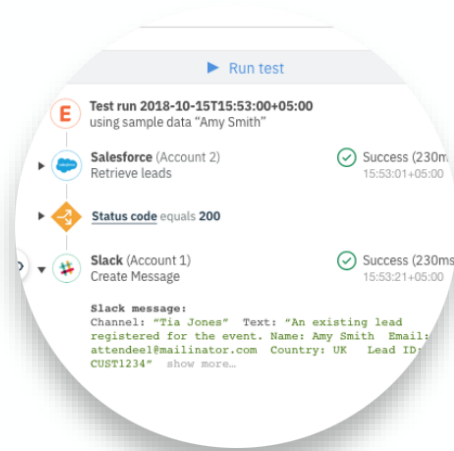 Run test
E
Test run 2018-10-15T15:53:00+05:00
using sample data “Amy Smith”
Salesforce (Account 2)
Success (230m
Retrieve leads
15:53:01+05:00
Status code equals 200
Slack (Account 1)
Success (230ms
Create Message
15:53:21+05:00
Slack message:
Channel: “Tia Jones” Text: “An existing lead
registered for the event. Name: Amy Smith Email:
attendee1@mailinator.com Country: UK Lead ID:
CUST1234” show more…